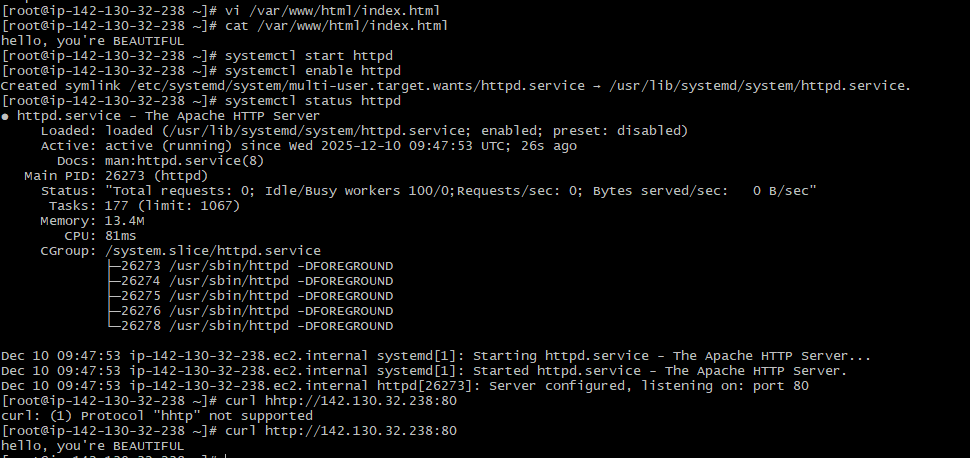 [root@ip-142-130-32-238 ~]# vi /var/www/html/index.html
[root@ip-142-130-32-238 ~]# cat /var/www/html/index.html
hello, you're BEAUTIFUL
[root@ip-142-130-32-238 ~]# systemctl start httpd
[root@ip-142-130-32-238 ~]# systemctl enable httpd
Created symlink /etc/systemd/system/multi-user.target.wants/httpd.service → /usr/lib/systemd/system/httpd.service.
[root@ip-142-130-32-238 ~]# systemctl status httpd
● httpd.service - The Apache HTTP Server
Loaded: loaded (/usr/lib/systemd/system/httpd.service; enabled; preset: disabled)
Active: active (running) since Wed 2025-12-10 09:47:53 UTC; 26s ago
Docs: man:httpd.service(8)
Main PID: 26273 (httpd)
Status: "Total requests: 0; Idle/Busy workers 100/0;Requests/sec: 0; Bytes served/sec:   0 B/sec"
Tasks: 177 (limit: 1067)
Memory: 13.4M
CPU: 81ms
CGroup: /system.slice/httpd.service
├─26273 /usr/sbin/httpd -DFOREGROUND
├─26274 /usr/sbin/httpd -DFOREGROUND
├─26275 /usr/sbin/httpd -DFOREGROUND
├─26276 /usr/sbin/httpd -DFOREGROUND
└─26278 /usr/sbin/httpd -DFOREGROUND
Dec 10 09:47:53 ip-142-130-32-238.ec2.internal systemd[1]: Starting httpd.service - The Apache HTTP Server...
Dec 10 09:47:53 ip-142-130-32-238.ec2.internal systemd[1]: Started httpd.service - The Apache HTTP Server.
Dec 10 09:47:53 ip-142-130-32-238.ec2.internal httpd[26273]: Server configured, listening on: port 80
[root@ip-142-130-32-238 ~]# curl hhtp://142.130.32.238:80
curl: (1) Protocol "hhtp" not supported
[root@ip-142-130-32-238 ~]# curl http://142.130.32.238:80
hello, you're BEAUTIFUL
[root@ip-142-130-32-238 ~]#